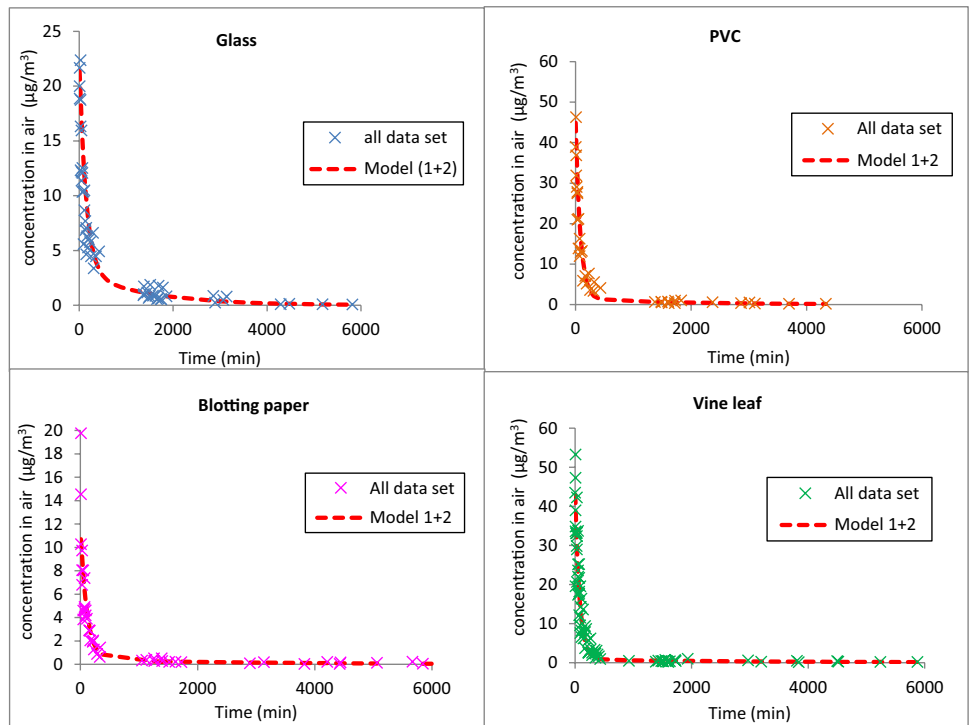 Glass
concentration in air (µg/m³)
25
20
15
10
5
0
0 2000 4000 6000
Time (min)
all data set
Model (1+2)
PVC
concentration in air (µg/m³)
60
50
40
30
20
10
0
0 2000 4000 6000
Time (min)
All data set
Model 1+2
Blotting paper
concentration in air (µg/m³)
20
18
16
14
12
10
8
6
4
2
0
0 2000 4000 6000
Time (min)
All data set
Model 1+2
Vine leaf
concentration in air (µg/m³)
60
50
40
30
20
10
0
0 2000 4000 6000
Time (min)
All data set
Model 1+2